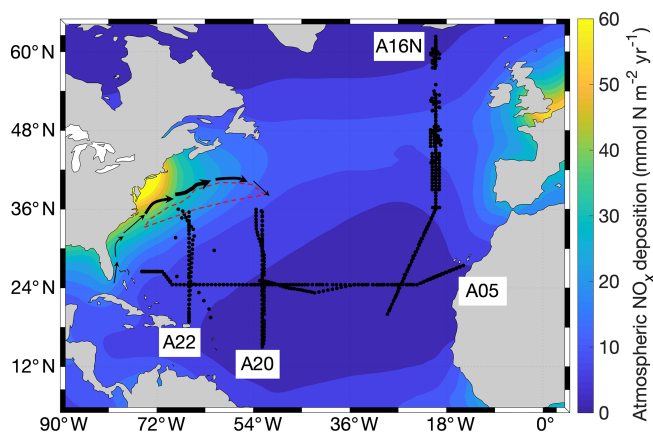 60°N
48°N
36°N
24°N
12°N
90°W 72°W 54°W 36°W 18°W 0°
A16N
A05
A22
A20
60
50
40
30
20
10
0
Atmospheric NOx deposition (mmol N m⁻² yr⁻¹)